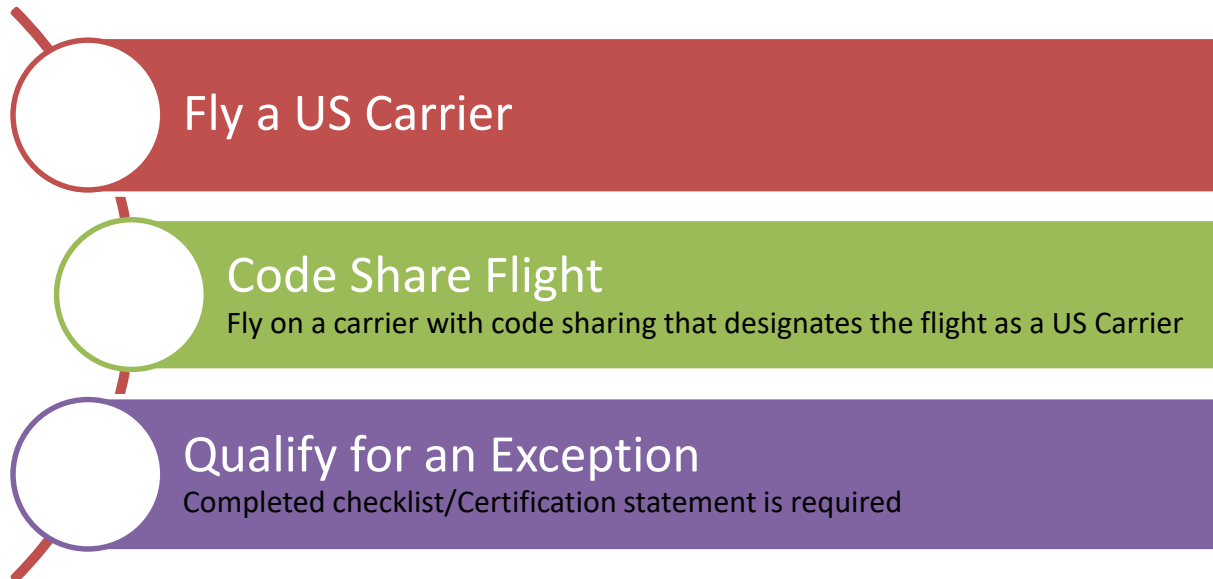 Fly a US Carrier
Code Share Flight
Fly on a carrier with code sharing that designates the flight as a US Carrier
Qualify for an Exception
Completed checklist/Certification statement is required